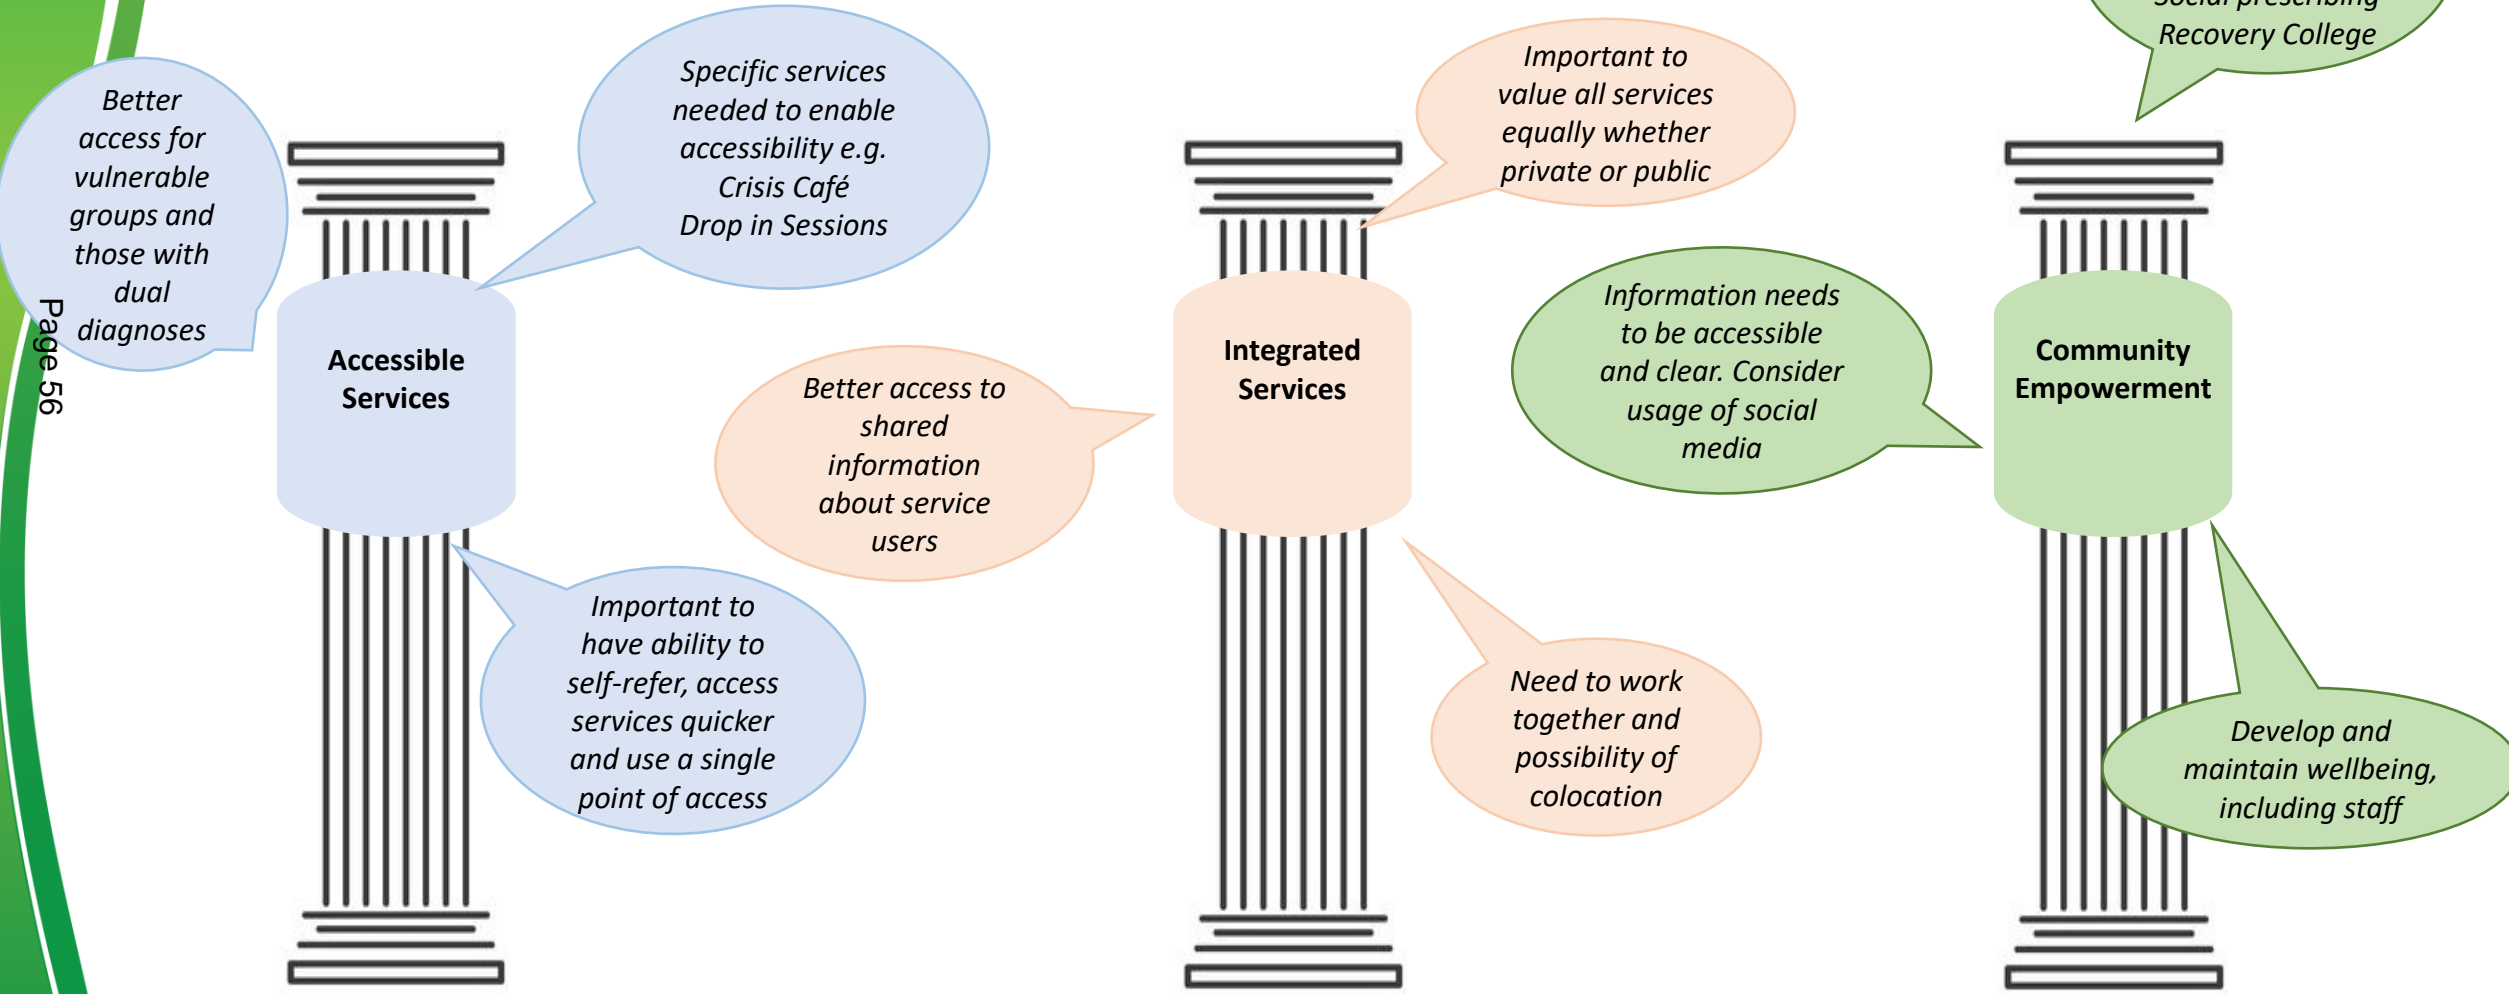 Social prescribing
Recovery College
Important to
value all services
equally whether
private or public
Specific services
needed to enable
accessibility e.g.
Crisis Café
Drop in Sessions
Better
access for
vulnerable
groups and
those with
dual
diagnoses
Page 56
Accessible
Services
Integrated
Services
Information needs
to be accessible
and clear. Consider
usage of social
media
Community
Empowerment
Better access to
shared
information
about service
users
Important to
have ability to
self-refer, access
services quicker
and use a single
point of access
Need to work
together and
possibility of
colocation
Develop and
maintain wellbeing,
including staff